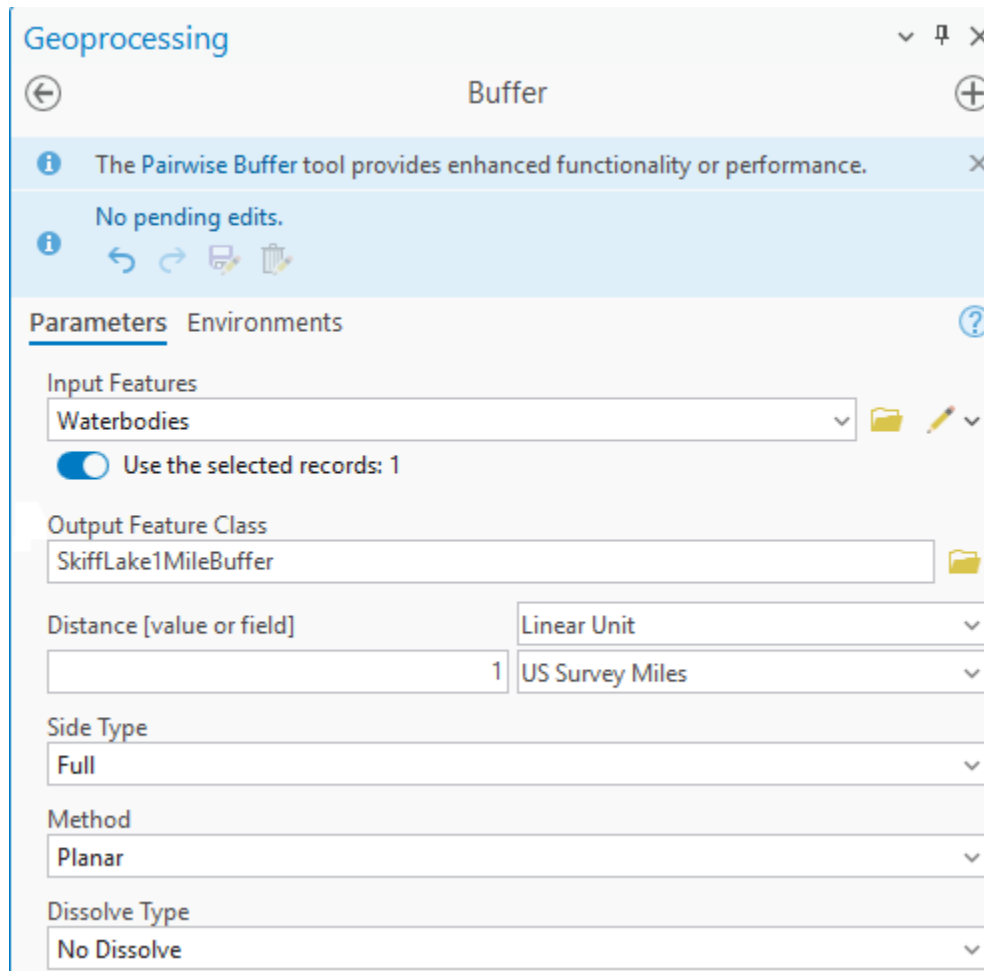 Geoprocessing
Buffer
The Pairwise Buffer tool provides enhanced functionality or performance.
No pending edits.
Parameters Environments
Input Features
Waterbodies
Use the selected records: 1
Output Feature Class
SkiffLake1MileBuffer
Distance [value or field] Linear Unit
1 US Survey Miles
Side Type
Full
Method
Planar
Dissolve Type
No Dissolve